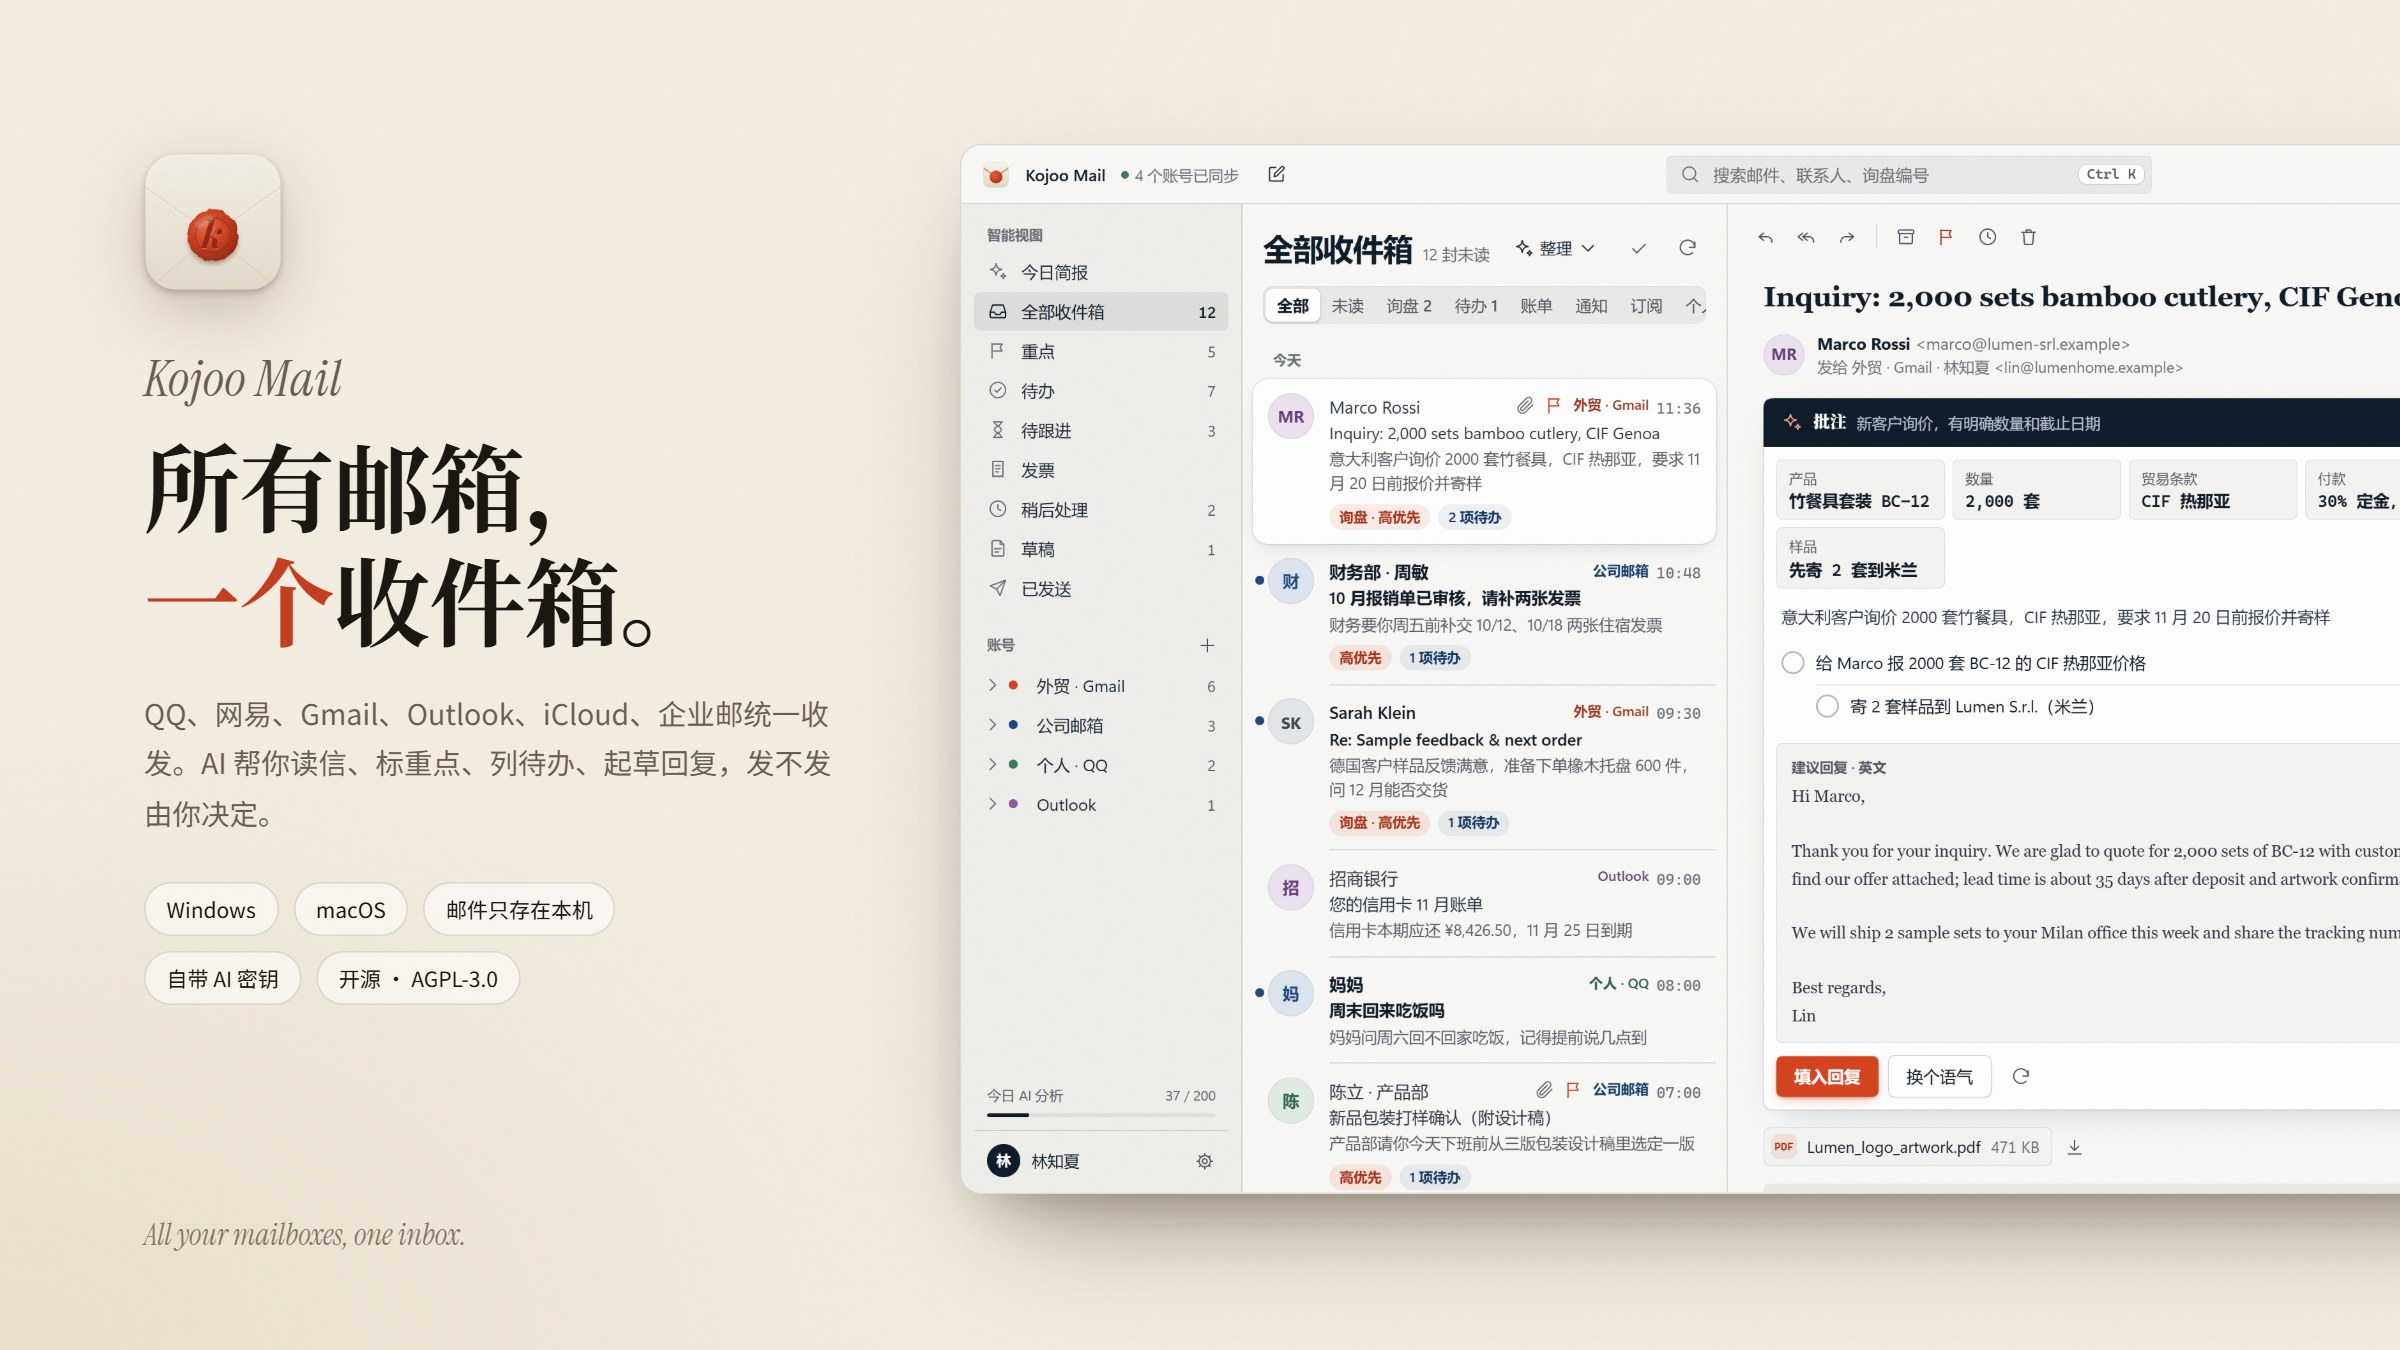 Kojoo Mail
所有邮箱，
一个收件箱。
QQ、网易、Gmail、Outlook、iCloud、企业邮统一收
发。AI 帮你读信、标重点、列待办、起草回复，发不发
由你决定。
Windows
macOS
邮件只存在本机
自带 AI 密钥
开源 · AGPL-3.0
All your mailboxes, one inbox.
Kojoo Mail
4 个账号已同步
搜索邮件、联系人、询盘编号
Ctrl K
智能视图
今日简报
全部收件箱 12
重点 5
待办 7
待跟进 3
发票
稍后处理 2
草稿 1
已发送
账号
外贸 · Gmail 6
公司邮箱 3
个人 · QQ 2
Outlook 1
今日 AI 分析 37 / 200
林 林知夏
全部收件箱 12 封未读 整理
全部 未读 询盘 2 待办 1 账单 通知 订阅
今天
MR Marco Rossi 外贸 · Gmail 11:36
Inquiry: 2,000 sets bamboo cutlery, CIF Genoa
意大利客户询价 2000 套竹餐具，CIF 热那亚，要求 11
月 20 日前报价并寄样
询盘 · 高优先 2 项待办
财 财务部 · 周敏 公司邮箱 10:48
10 月报销单已审核，请补两张发票
财务要你周五前补交 10/12、10/18 两张住宿发票
高优先 1 项待办
SK Sarah Klein 外贸 · Gmail 09:30
Re: Sample feedback & next order
德国客户样品反馈满意，准备下单橡木托盘 600 件，
问 12 月能否交货
询盘 · 高优先 1 项待办
招 招商银行 Outlook 09:00
您的信用卡 11 月账单
信用卡本期应还 ¥8,426.50，11 月 25 日到期
妈 妈妈 个人 · QQ 08:00
周末回来吃饭吗
妈妈问周六回不回家吃饭，记得提前说几点到
陈 陈立 · 产品部 公司邮箱 07:00
新品包装打样确认（附设计稿）
产品部请你今天下班前从三版包装设计稿里选定一版
高优先 1 项待办
Inquiry: 2,000 sets bamboo cutlery, CIF
MR Marco Rossi <marco@lumen-srl.example>
发给 外贸 · Gmail · 林知夏 <lin@lumenhome.example>
批注 新客户询价，有明确数量和截止日期
产品
竹餐具套装 BC-12
数量
2,000 套
贸易条款
CIF 热那亚
付款
30% 定金，
样品
先寄 2 套到米兰
意大利客户询价 2000 套竹餐具，CIF 热那亚，要求 11 月 20 日前报价并寄样
给 Marco 报 2000 套 BC-12 的 CIF 热那亚价格
寄 2 套样品到 Lumen S.r.l.（米兰）
建议回复 · 英文
Hi Marco,
Thank you for your inquiry. We are glad to quote for 2,000 sets of BC-12 with
find our offer attached; lead time is about 35 days after deposit and artwork
We will ship 2 sample sets to your Milan office this week and share the tracking
Best regards,
Lin
填入回复
换个语气
PDF Lumen_logo_artwork.pdf 471 KB